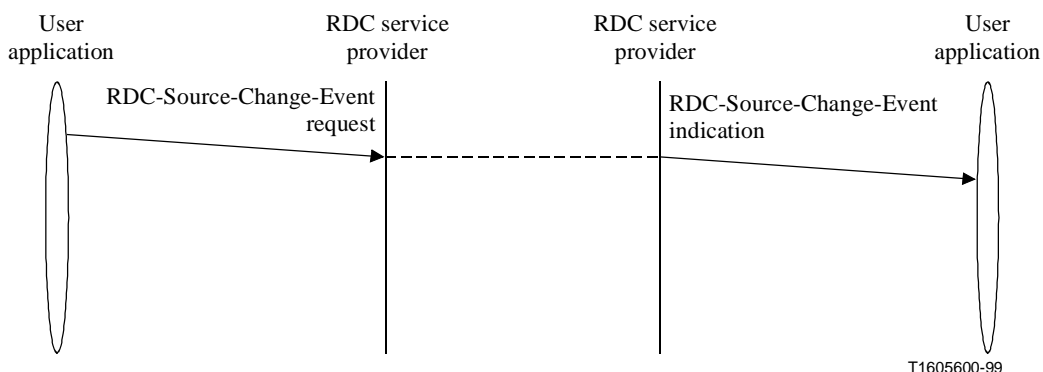 User
application
RDC service
provider
RDC service
provider
User
application
RDC-Source-Change-Event
request
RDC-Source-Change-Event
indication
T1605600-99